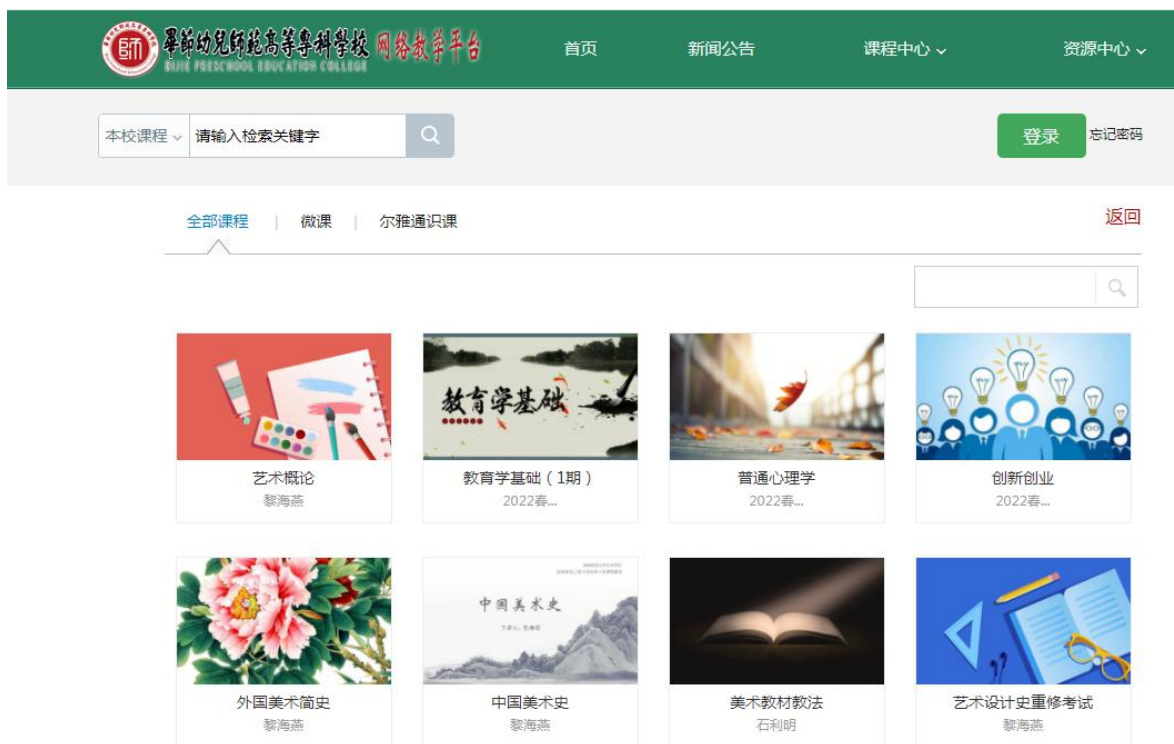 畢節幼兒師範高等專科學校 网络教学平台 首页 新闻公告 课程中心 资源中心
BIJIE PRESCHOOL EDUCATION COLLEGE
本校课程 请输入检索关键字 登录 忘记密码
全部课程 | 微课 | 尔雅通识课 返回
教育学基础
艺术概论 教育学基础（1期） 普通心理学 创新创业
黎海燕 2022春... 2022春... 2022春...
中国美术史
外国美术简史 中国美术史 美术教材教法 艺术设计史重修考试
黎海燕 黎海燕 石利明 黎海燕